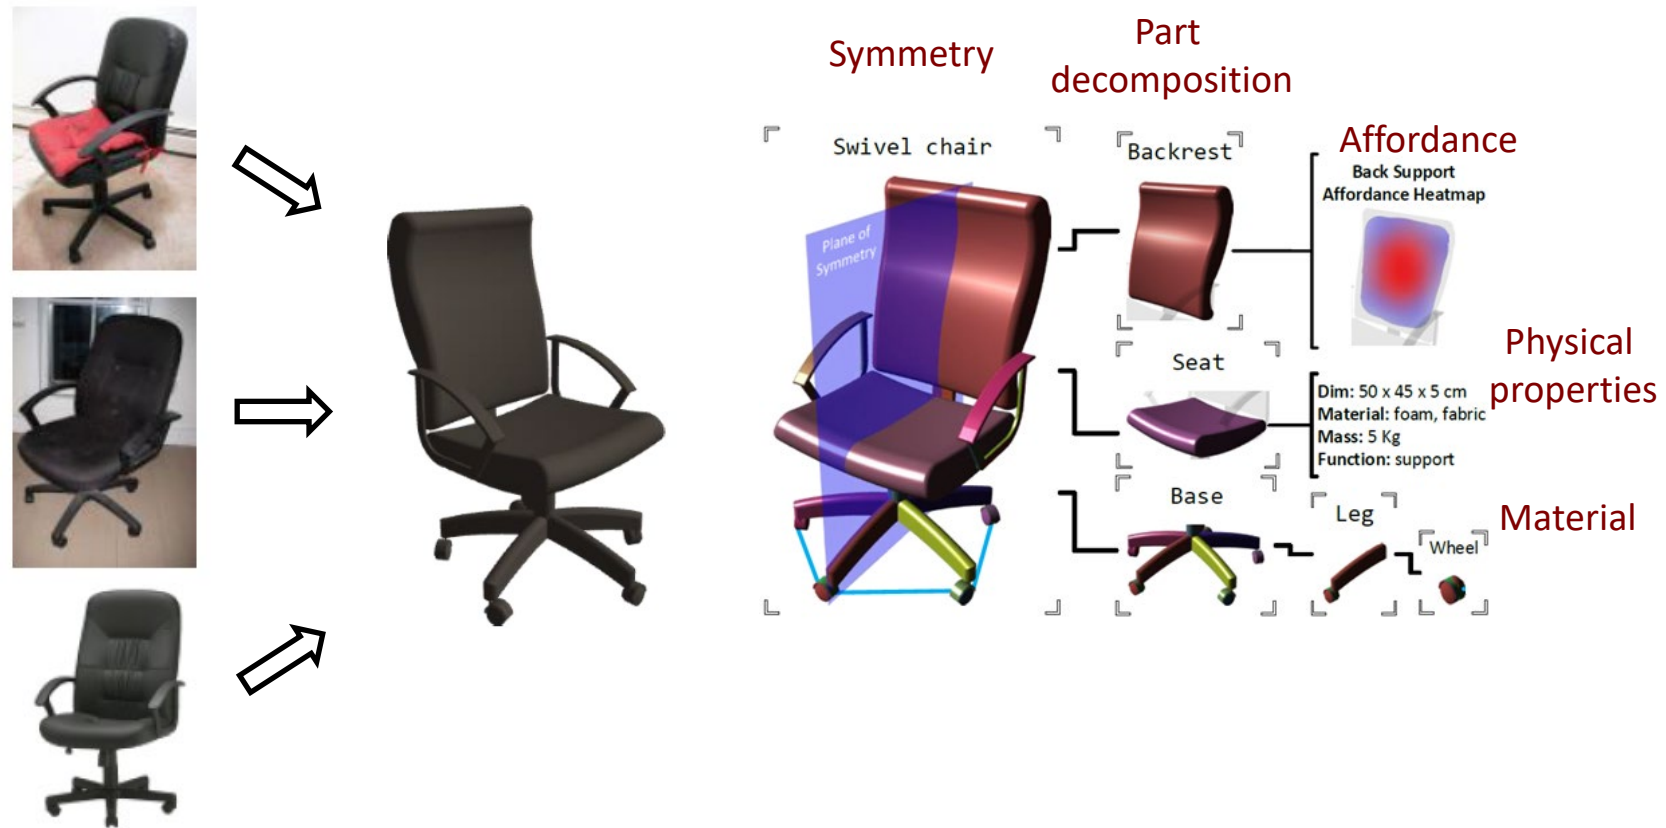 Symmetry
Part
decomposition
Affordance
Swivel chair
Backrest
Back Support
Affordance Heatmap
Plane of
Symmetry
Seat
Physical
properties
Dim: 50 x 45 x 5 cm
Material: foam, fabric
Mass: 5 Kg
Function: support
Base
Leg
Wheel
Material